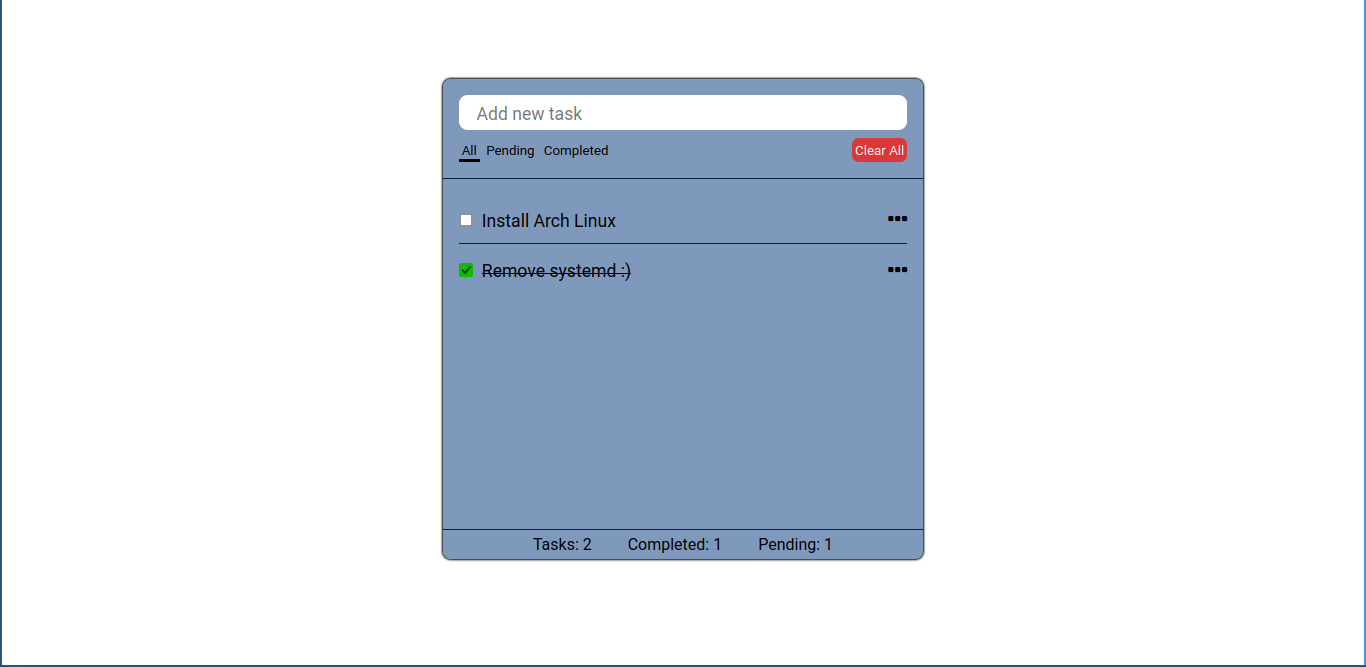 Add new task
All Pending Completed Clear All
Install Arch Linux
Remove systemd :)
Tasks: 2 Completed: 1 Pending: 1